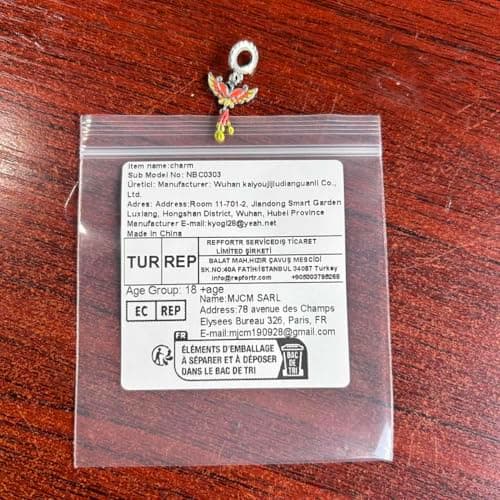 Item name:charm
Sub Model No: NBC0303
Üretici: Manufacturer: Wuhan kaiyoujijiudianguanli Co.,
Ltd.
Adres: Address:Room 11-701-2, Jiandong Smart Garden
Luxiang, Hongshan District, Wuhan, Hubei Province
Manufacturer E-mail:kyogl26@yeah.net
Made in China
TUR REP
REPFORTR SERVICEDIŞ TİCARET
LİMİTED ŞİRKETİ
BALAT MAH.HIZIR ÇAVUŞ MESCİDİ
SK.NO:40A FATİH/İSTANBUL 34087 Turkey
info@repfortr.com
Age Group: 18 +age
EC REP
Name:MJCM SARL
Address:78 avenue des Champs
Elysees Bureau 326, Paris, FR
E-mail:mjcm190928@gmail.com
FR
ÉLÉMENTS D'EMBALLAGE
À SÉPARER ET À DÉPOSER
DANS LE BAC DE TRI
BAC
DE
TRI